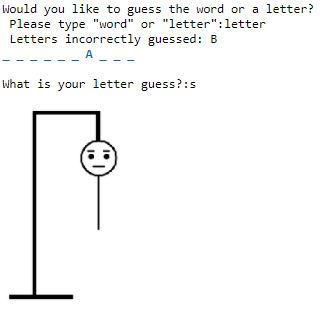 Would you like to guess the word or a letter?
Please type "word" or "letter":letter
Letters incorrectly guessed: B
_ _ _ _ _ _ A _ _ _
What is your letter guess?:s